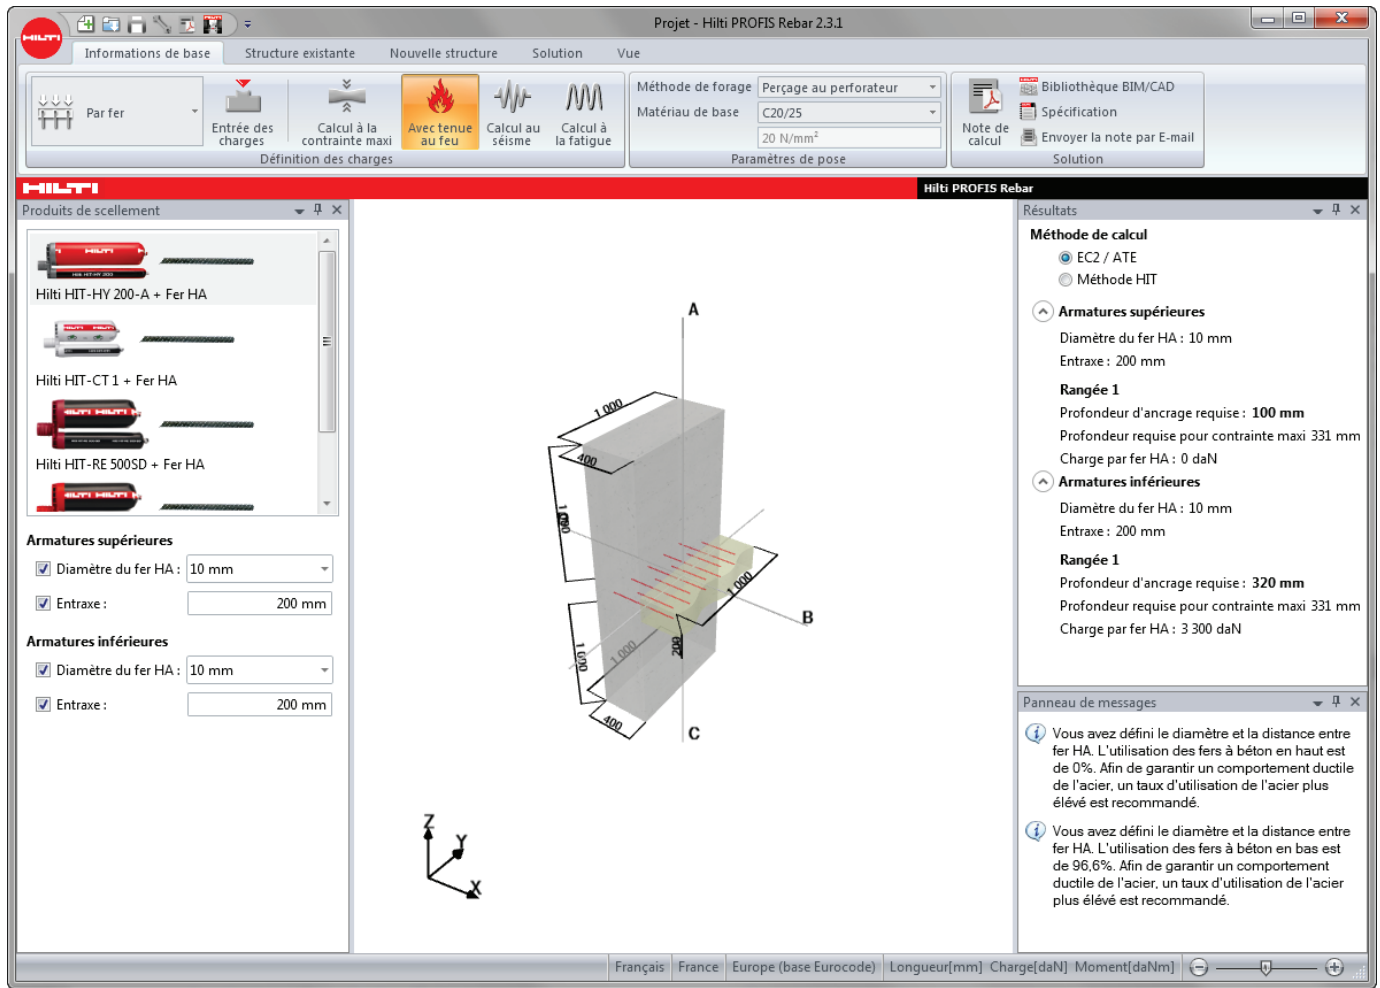 HILTI
Projet - Hilti PROFIS Rebar 2.3.1
Informations de base
Structure existante
Nouvelle structure
Solution
Vue
Par fer
Entrée des charges
Calcul à la contrainte maxi
Avec tenue au feu
Calcul au séisme
Calcul à la fatigue
Définition des charges
Méthode de forage
Perçage au perforateur
Matériau de base
C20/25
20 N/mm²
Paramètres de pose
Note de calcul
Bibliothèque BIM/CAD
Spécification
Envoyer la note par E-mail
Solution
HILTI
Hilti PROFIS Rebar
Produits de scellement
HILTI
Hilti HIT-HY 200-A + Fer HA
Hilti HIT-CT 1 + Fer HA
Hilti HIT-RE 500SD + Fer HA
Armatures supérieures
Diamètre du fer HA :
10 mm
Entraxe :
200 mm
Armatures inférieures
Diamètre du fer HA :
10 mm
Entraxe :
200 mm
A
1 000
400
1 000
B
1 000
1 000
1 000
200
400
C
Z
Y
X
Résultats
Méthode de calcul
EC2 / ATE
Méthode HIT
Armatures supérieures
Diamètre du fer HA : 10 mm
Entraxe : 200 mm
Rangée 1
Profondeur d'ancrage requise : 100 mm
Profondeur requise pour contrainte maxi 331 mm
Charge par fer HA : 0 daN
Armatures inférieures
Diamètre du fer HA : 10 mm
Entraxe : 200 mm
Rangée 1
Profondeur d'ancrage requise : 320 mm
Profondeur requise pour contrainte maxi 331 mm
Charge par fer HA : 3 300 daN
Panneau de messages
Vous avez défini le diamètre et la distance entre
fer HA. L'utilisation des fers à béton en haut est
de 0%. Afin de garantir un comportement ductile
de l'acier, un taux d'utilisation de l'acier plus
élévé est recommandé.
Vous avez défini le diamètre et la distance entre
fer HA. L'utilisation des fers à béton en bas est
de 96,6%. Afin de garantir un comportement
ductile de l'acier, un taux d'utilisation de l'acier
plus élévé est recommandé.
Français
France
Europe (base Eurocode)
Longueur[mm] Charge[daN] Moment[daNm]